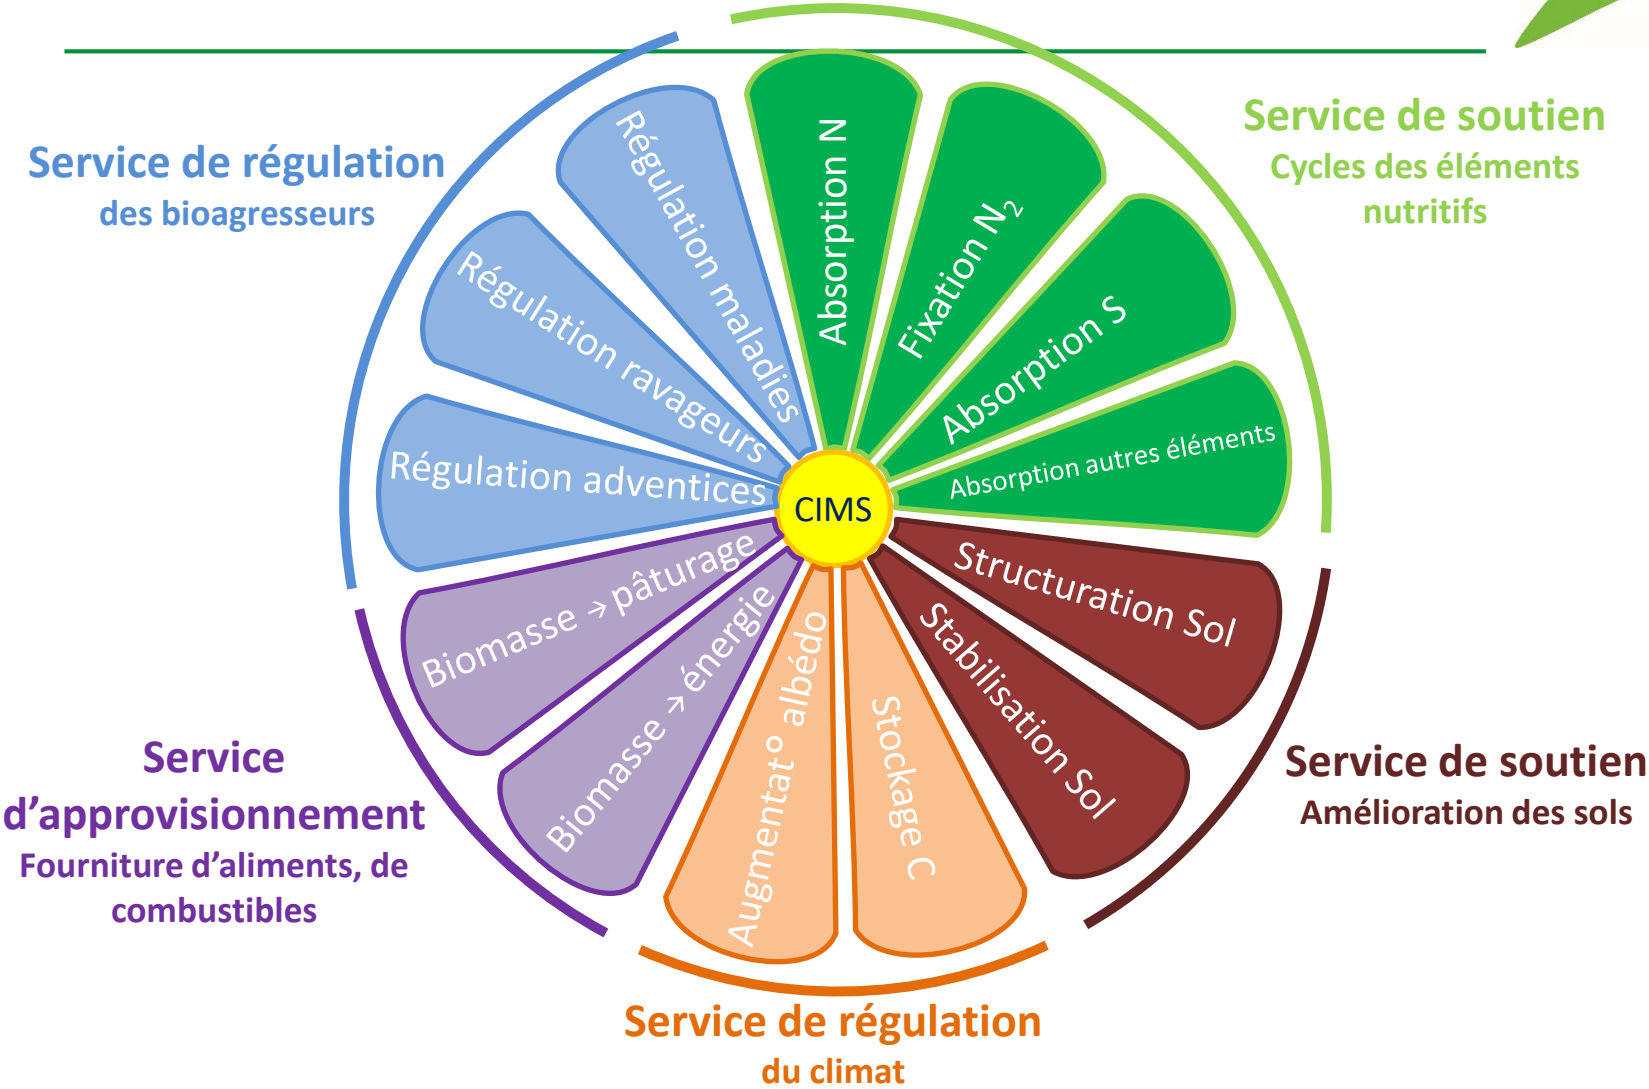 Service de régulation
des bioagresseurs
Service de soutien
Cycles des éléments
nutritifs
Absorption N
Fixation N₂
Absorption S
Absorption autres éléments
Régulation maladies
Régulation ravageurs
Régulation adventices
CIMS
Structuration Sol
Stabilisation Sol
Stockage C
Augmentat° albédo
Biomasse → énergie
Biomasse → pâturage
Service
d’approvisionnement
Fourniture d’aliments, de
combustibles
Service de soutien
Amélioration des sols
Service de régulation
du climat